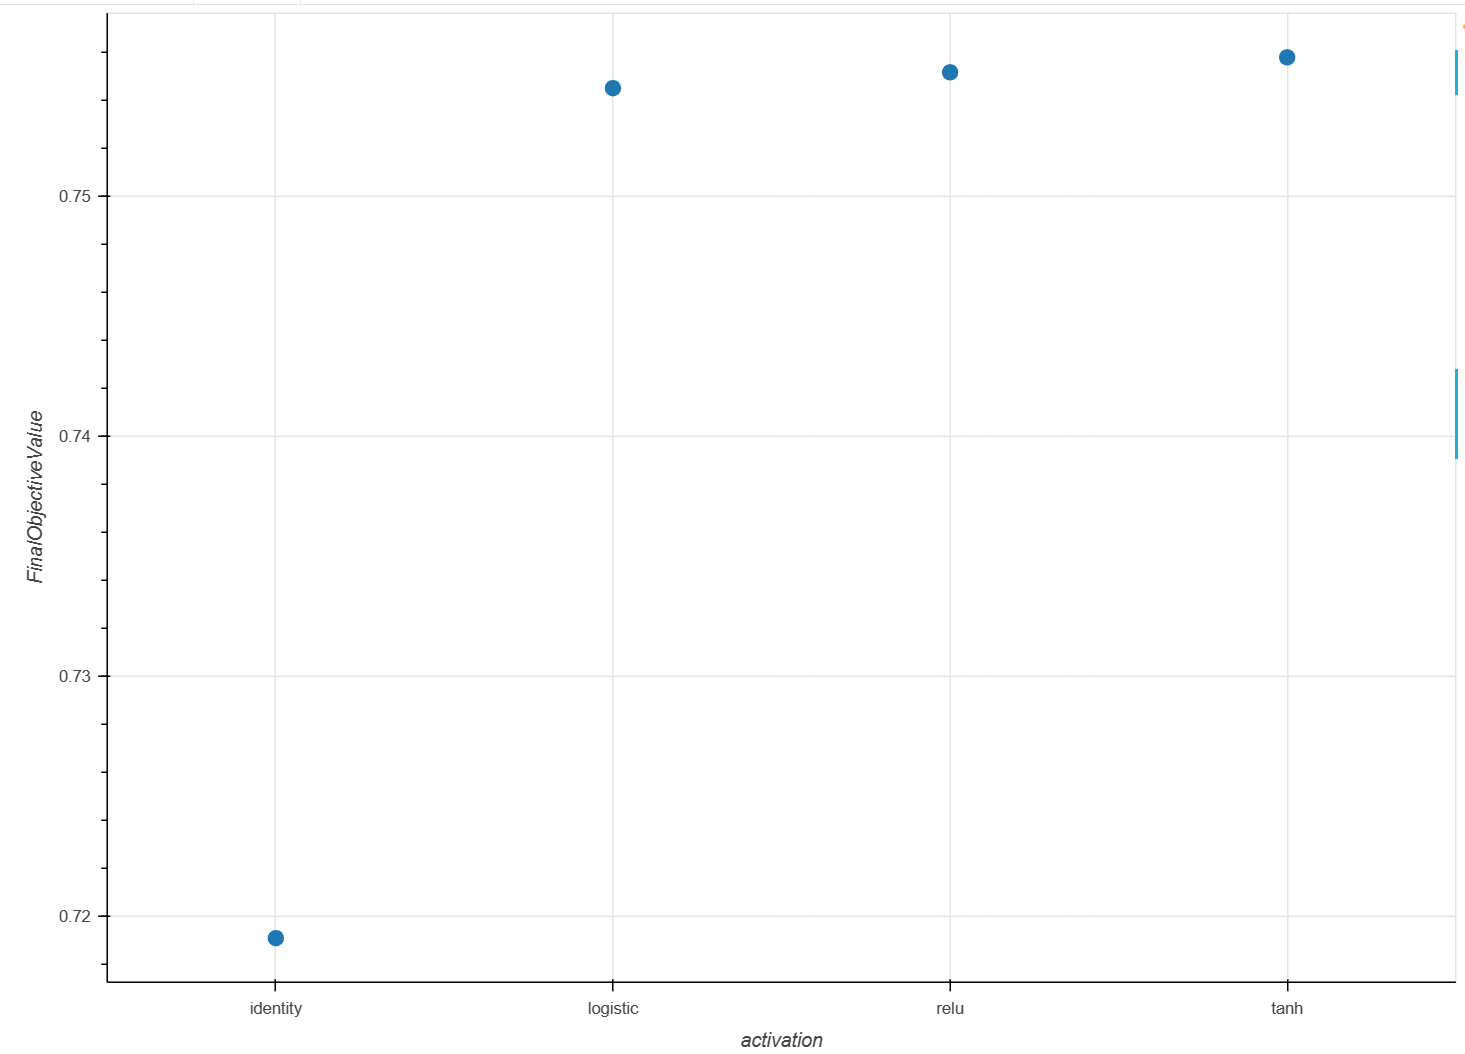 0.75
0.74
0.73
0.72
FinalObjectiveValue
identity logistic relu tanh
activation